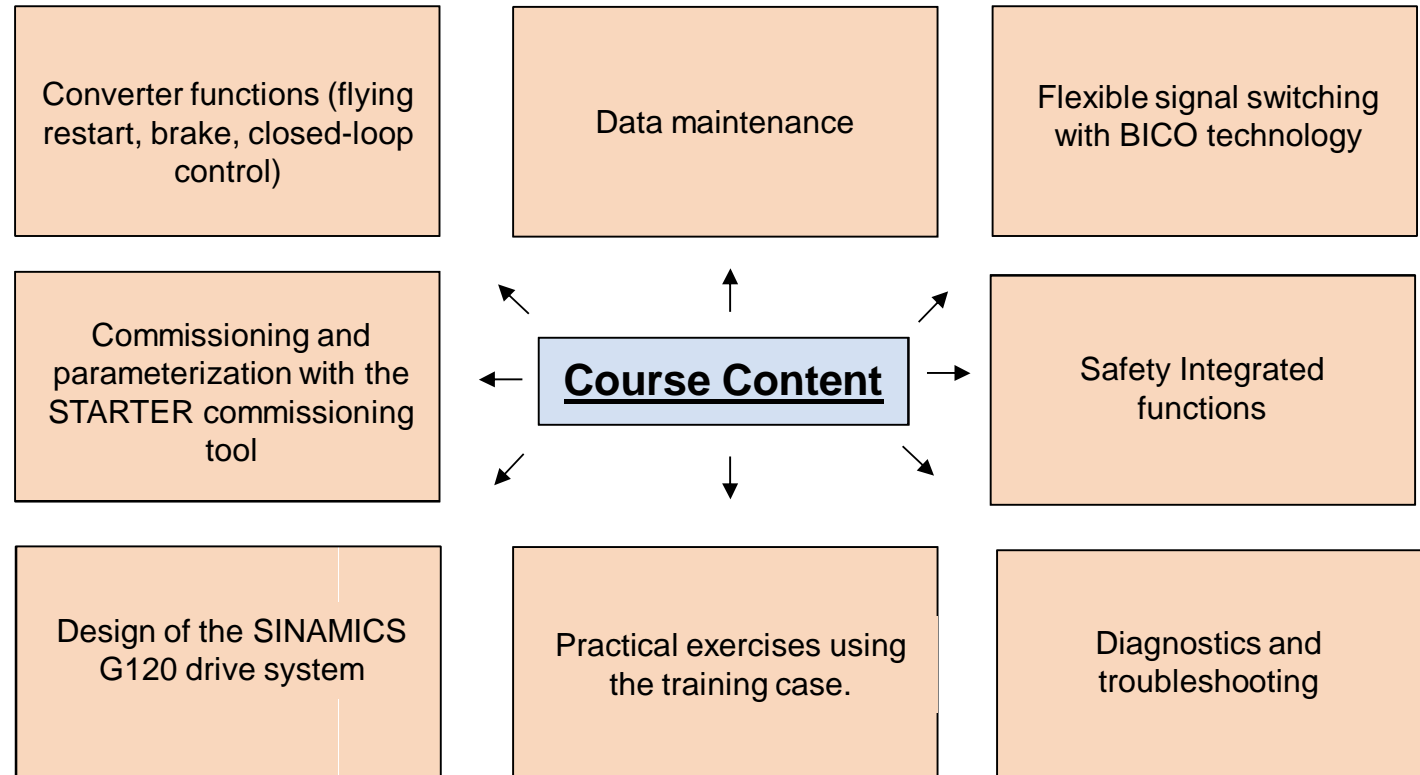 Converter functions (flying
restart, brake, closed-loop
control)
Data maintenance
Flexible signal switching
with BICO technology
Commissioning and
parameterization with the
STARTER commissioning
tool
Course Content
Safety Integrated
functions
Design of the SINAMICS
G120 drive system
Practical exercises using
the training case.
Diagnostics and
troubleshooting